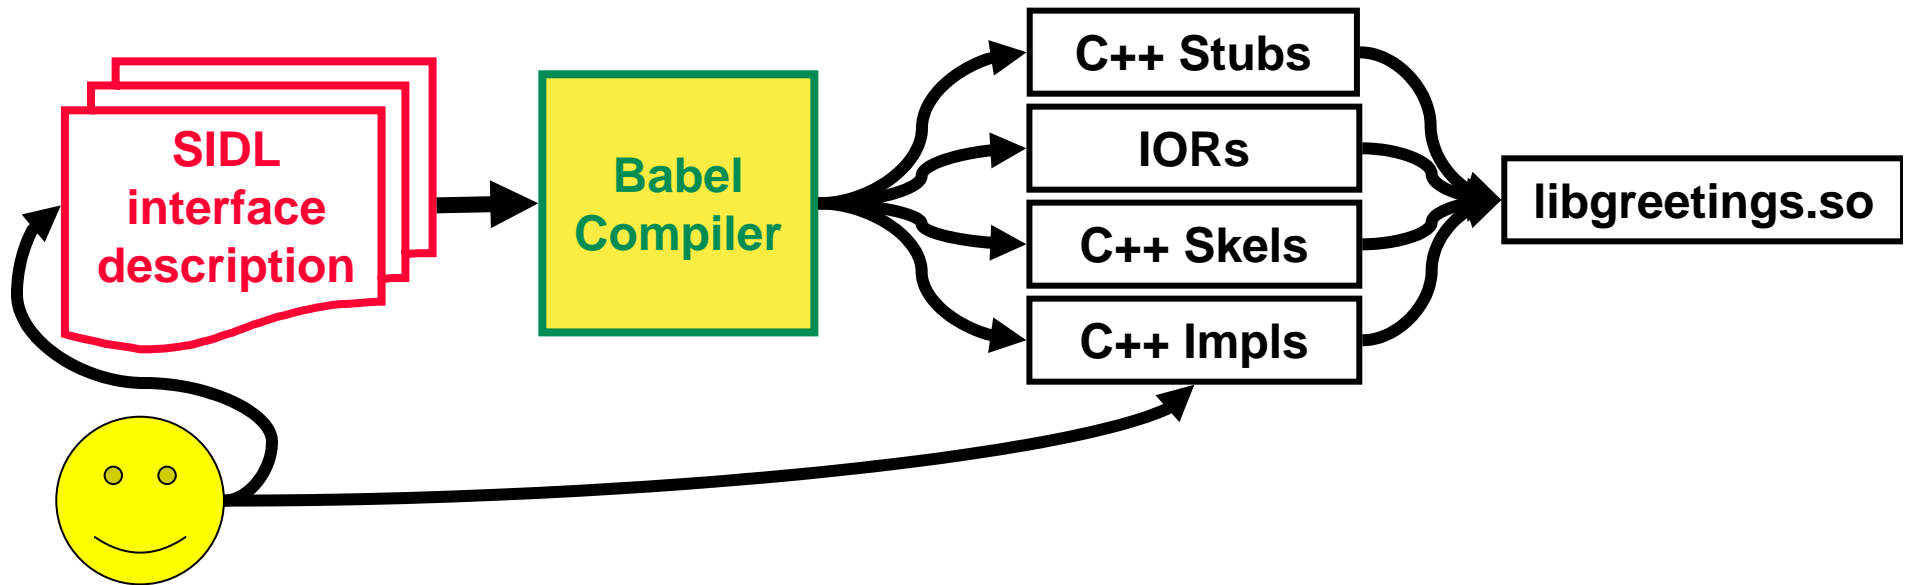 SIDL
interface
description
Babel
Compiler
C++ Stubs
IORs
C++ Skels
C++ Impls
libgreetings.so